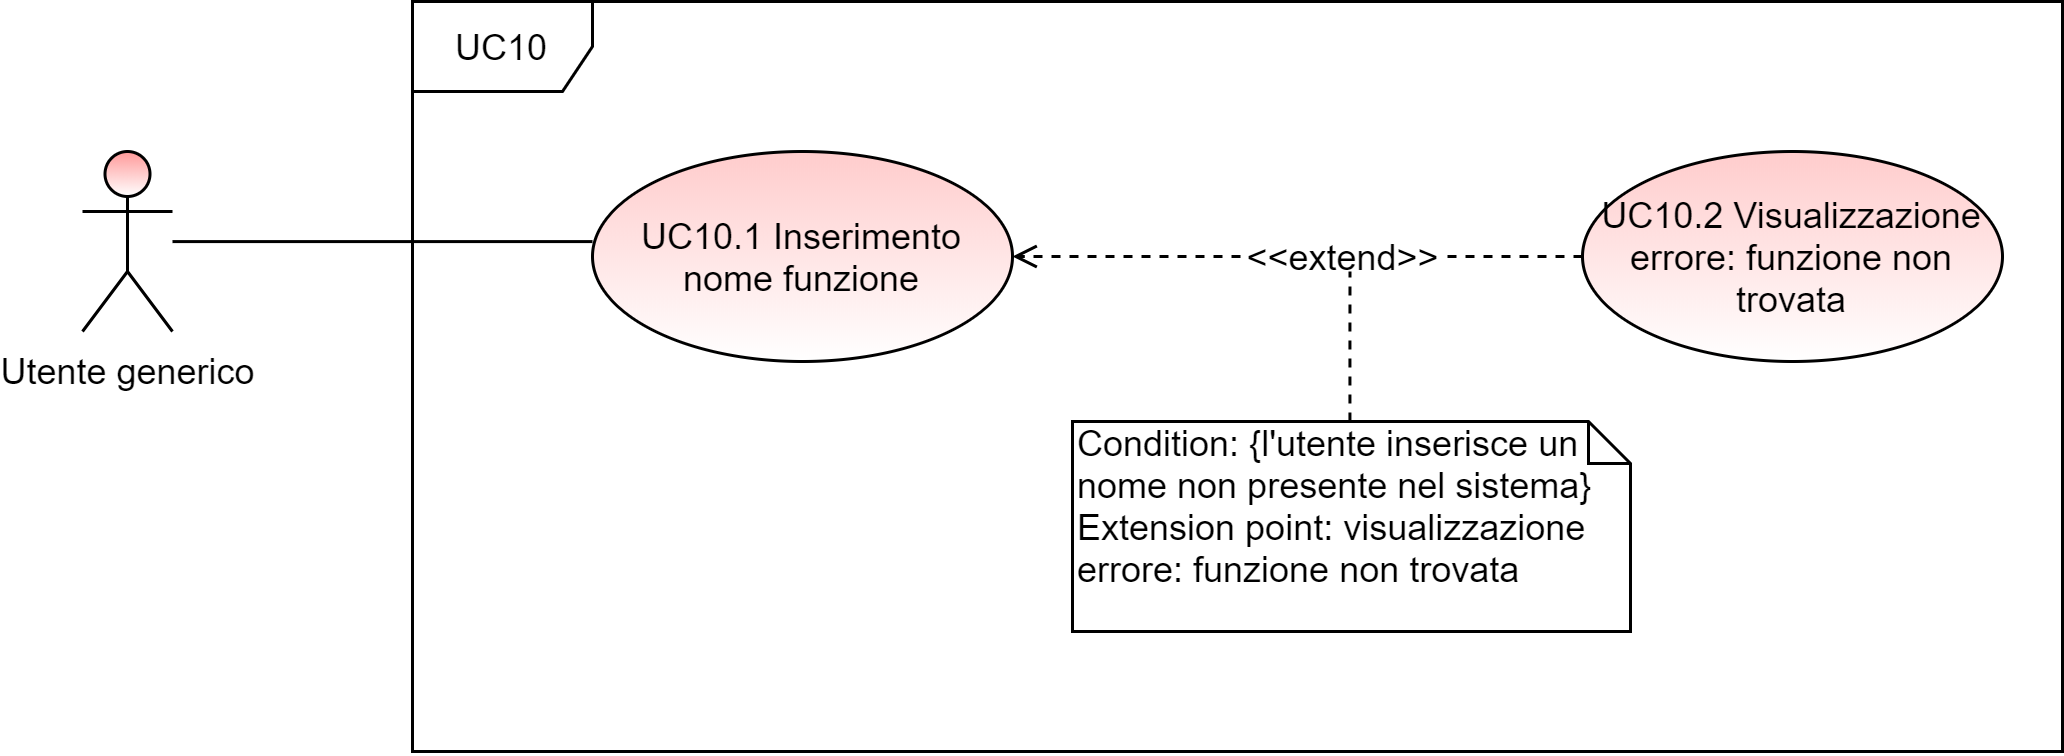 UC10
Utente generico
UC10.1 Inserimento
nome funzione
<<extend>>
UC10.2 Visualizzazione
errore: funzione non
trovata
Condition: {l'utente inserisce un
nome non presente nel sistema}
Extension point: visualizzazione
errore: funzione non trovata